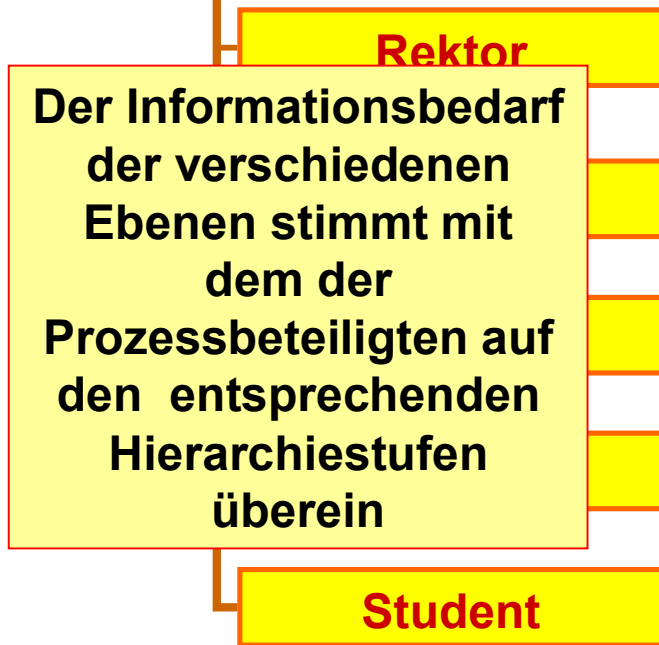 Rektor
Der Informationsbedarf
der verschiedenen
Ebenen stimmt mit
dem der
Prozessbeteiligten auf
den  entsprechenden
Hierarchiestufen
überein
Student